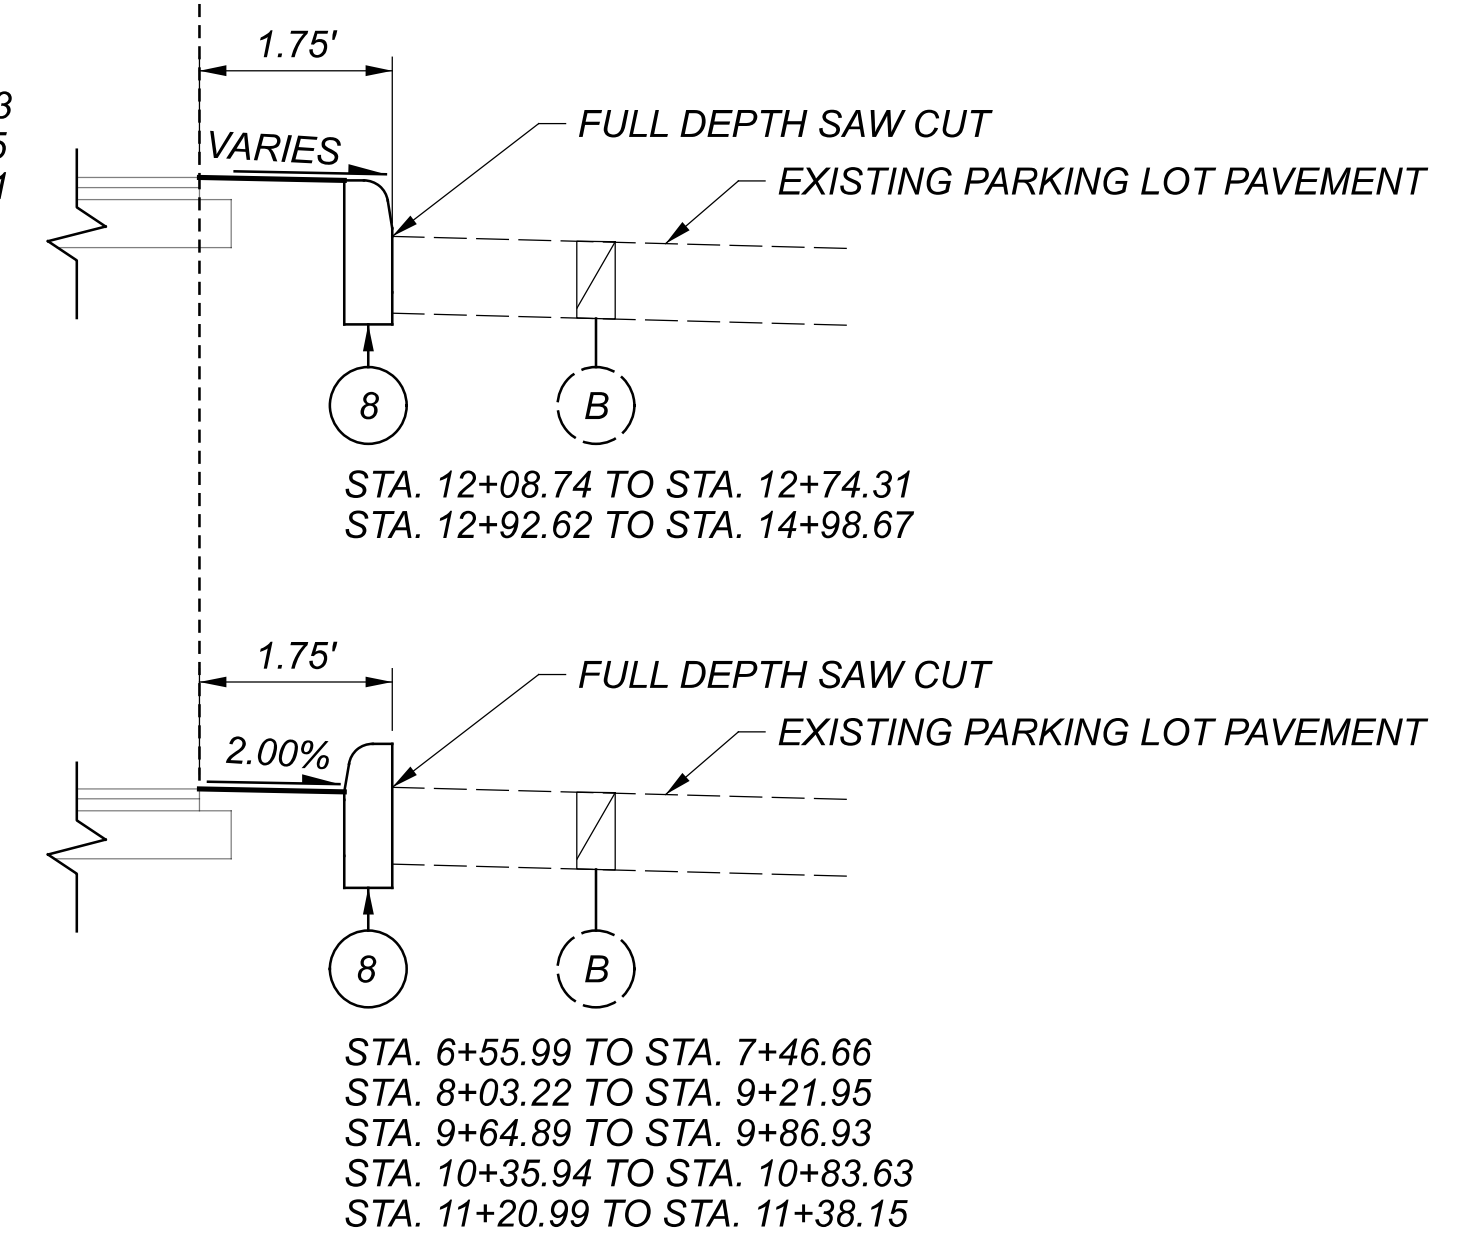 1.75'
3
5
1
VARIES
FULL DEPTH SAW CUT
EXISTING PARKING LOT PAVEMENT
8
B
STA. 12+08.74 TO STA. 12+74.31
STA. 12+92.62 TO STA. 14+98.67
1.75'
FULL DEPTH SAW CUT
2.00%
EXISTING PARKING LOT PAVEMENT
8
B
STA. 6+55.99 TO STA. 7+46.66
STA. 8+03.22 TO STA. 9+21.95
STA. 9+64.89 TO STA. 9+86.93
STA. 10+35.94 TO STA. 10+83.63
STA. 11+20.99 TO STA. 11+38.15